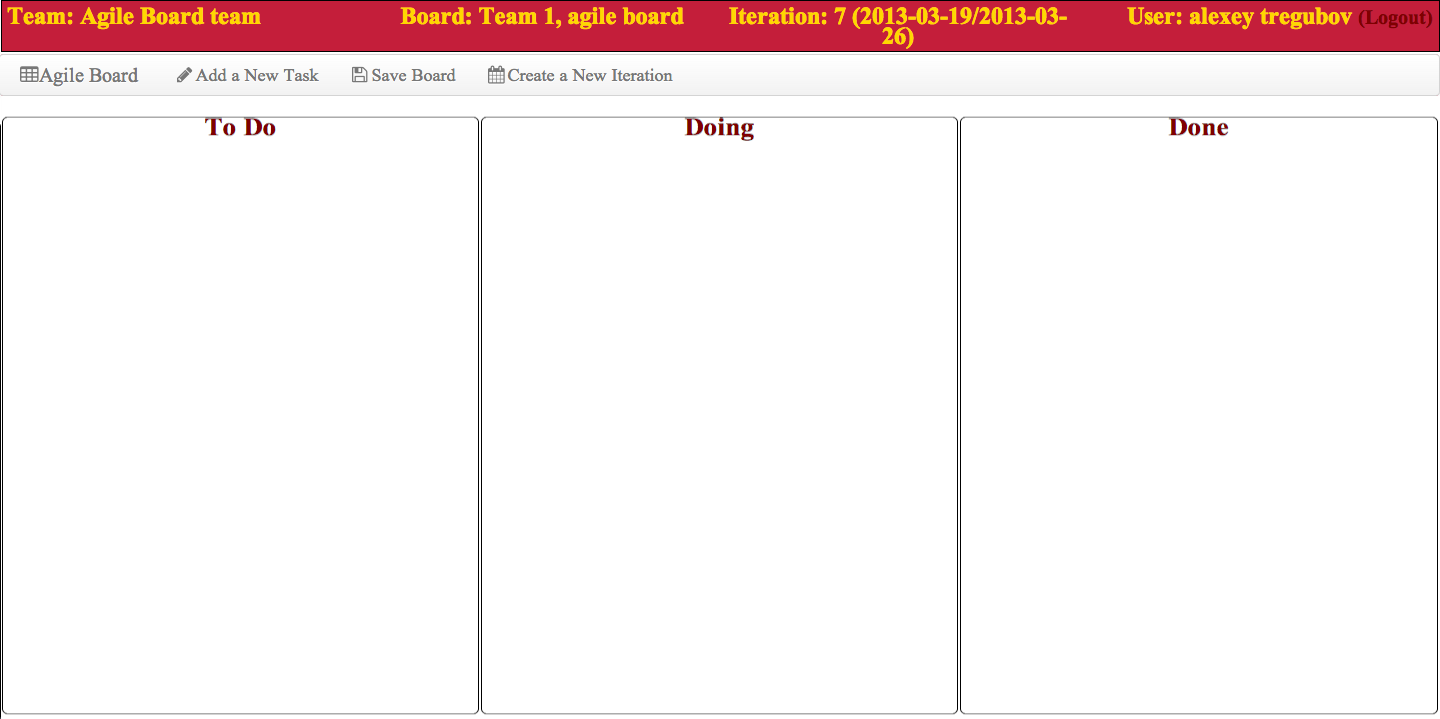 Team: Agile Board team
Board: Team 1, agile board
Iteration: 7 (2013-03-19/2013-03-
26)
User: alexey tregubov (Logout)
Agile Board
Add a New Task
Save Board
Create a New Iteration
To Do
Doing
Done